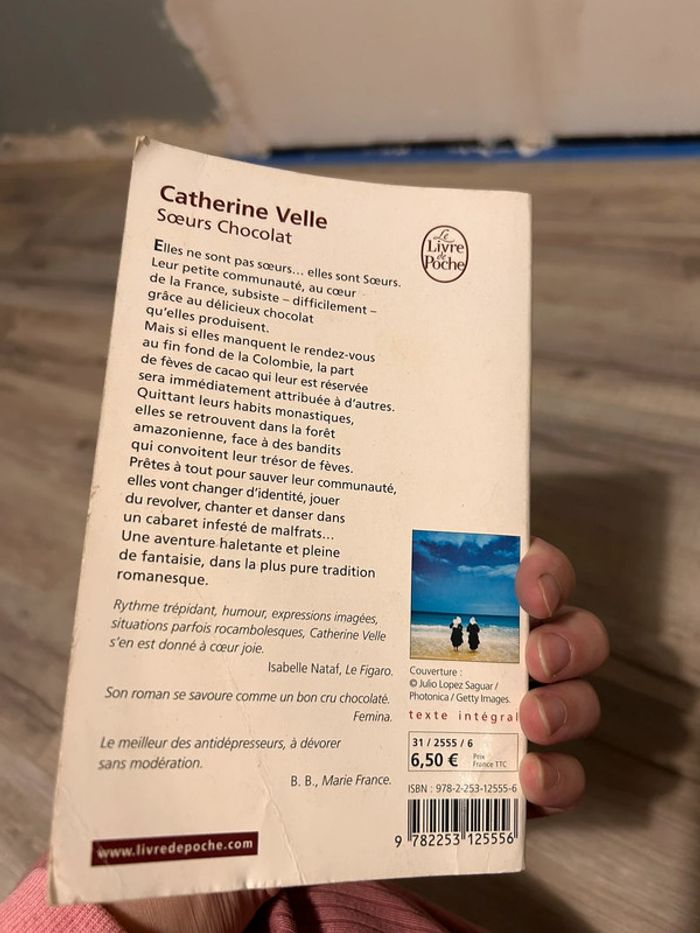 Catherine Velle
Sœurs Chocolat
Le
Livre
de
Poche
Elles ne sont pas sœurs... elles sont Sœurs.
Leur petite communauté, au cœur
de la France, subsiste – difficilement –
grâce au délicieux chocolat
qu'elles produisent.
Mais si elles manquent le rendez-vous
au fin fond de la Colombie, la part
de fèves de cacao qui leur est réservée
sera immédiatement attribuée à d'autres.
Quittant leurs habits monastiques,
elles se retrouvent dans la forêt
amazonienne, face à des bandits
qui convoitent leur trésor de fèves.
Prêtes à tout pour sauver leur communauté,
elles vont changer d'identité, jouer
du revolver, chanter et danser dans
un cabaret infesté de malfrats...
Une aventure haletante et pleine
de fantaisie, dans la plus pure tradition
romanesque.
Rythme trépidant, humour, expressions imagées,
situations parfois rocambolesques, Catherine Velle
s'en est donné à cœur joie.
Isabelle Nataf, Le Figaro.
Son roman se savoure comme un bon cru chocolaté.
Femina.
Le meilleur des antidépresseurs, à dévorer
sans modération.
B. B., Marie France.
www.livredepoche.com
Couverture :
© Julio Lopez Saguar /
Photonica / Getty Images.
texte intégral
31 / 2555 / 6
6,50 € Prix
France TTC
ISBN : 978-2-253-12555-6
9 782253 125556